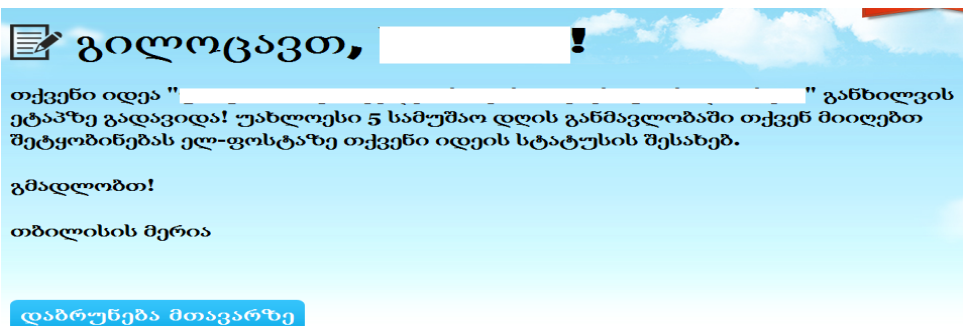 გილოცავთ, !
თქვენი იდეა " " განხილვის
ეტაპზე გადავიდა! უახლოესი 5 სამუშაო დღის განმავლობაში თქვენ მიიღებთ
შეტყობინებას ელ-ფოსტაზე თქვენი იდეის სტატუსის შესახებ.
გმადლობთ!
თბილისის მერია
დაბრუნება მთავარზე